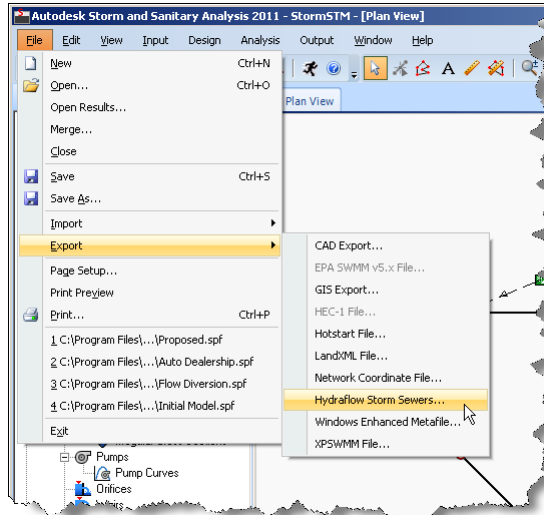 Autodesk Storm and Sanitary Analysis 2011 - StormSTM - [Plan View]
File Edit View Input Design Analysis Output Window Help
New Ctrl+N
Open... Ctrl+O
Open Results...
Merge...
Close
Save Ctrl+S
Save As...
Import
Export
Page Setup...
Print Preview
Print... Ctrl+P
1 C:\Program Files\...\Proposed.spf
2 C:\Program Files\...\Auto Dealership.spf
3 C:\Program Files\...\Flow Diversion.spf
4 C:\Program Files\...\Initial Model.spf
Exit
A
Plan View
CAD Export...
EPA SWMM v5.x File...
GIS Export...
HEC-1 File...
Hotstart File...
LandXML File...
Network Coordinate File...
Hydraflow Storm Sewers...
Windows Enhanced Metafile...
XPSWMM File...
Pumps
Pump Curves
Orifices